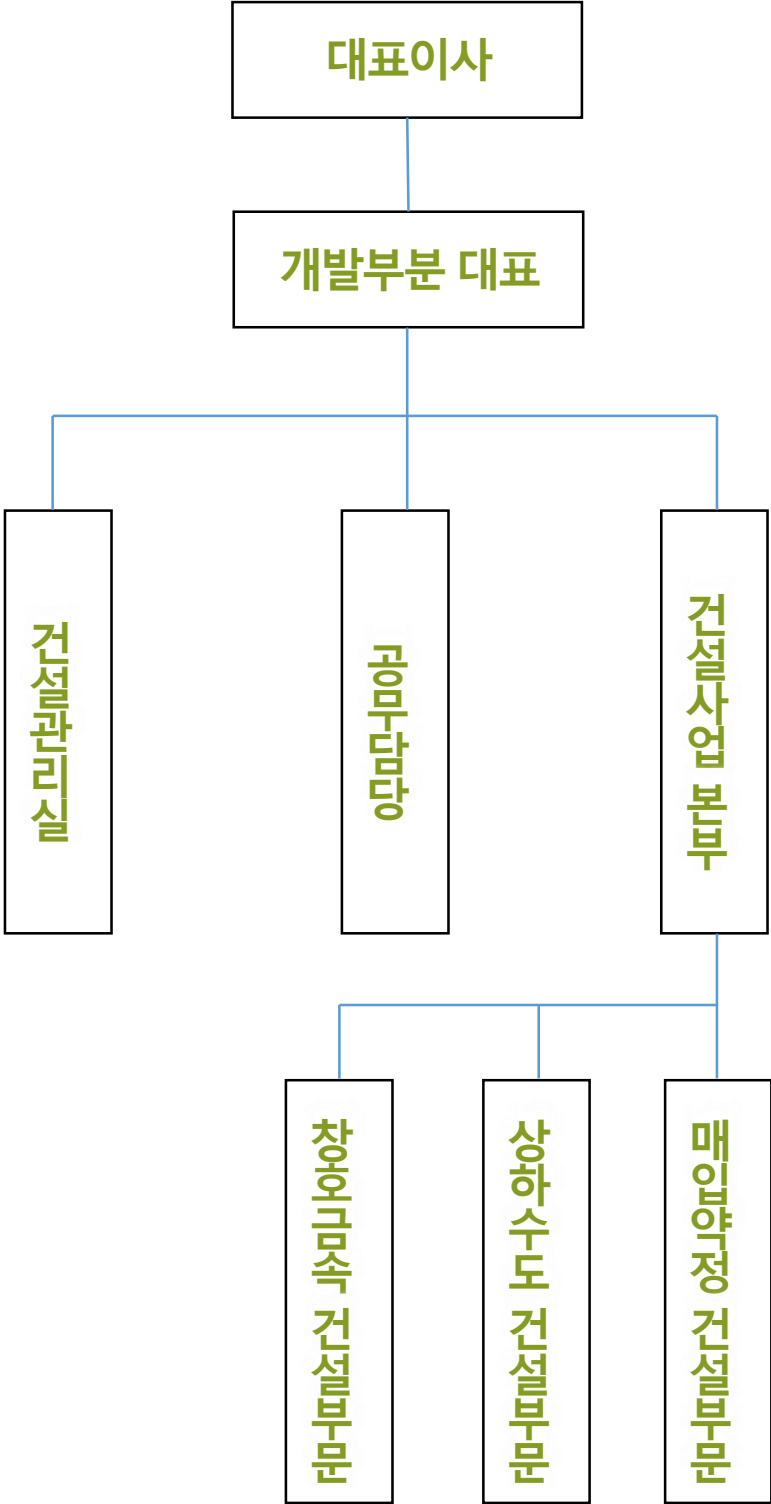 대표이사
개발부분 대표
건설관리실
공무담당
건설사업 본부
창호금속 건설부문
상하수도 건설부문
매입약정 건설부문